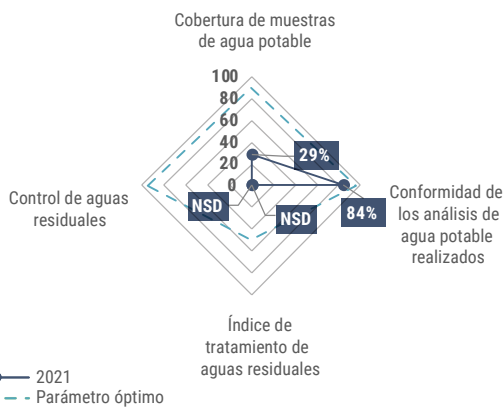 Cobertura de muestras
de agua potable
100
80
60
40
20
0
29%
NSD
NSD
84%
Control de aguas
residuales
Conformidad de
los análisis de
agua potable
realizados
Índice de
tratamiento de
aguas residuales
2021
Parámetro óptimo